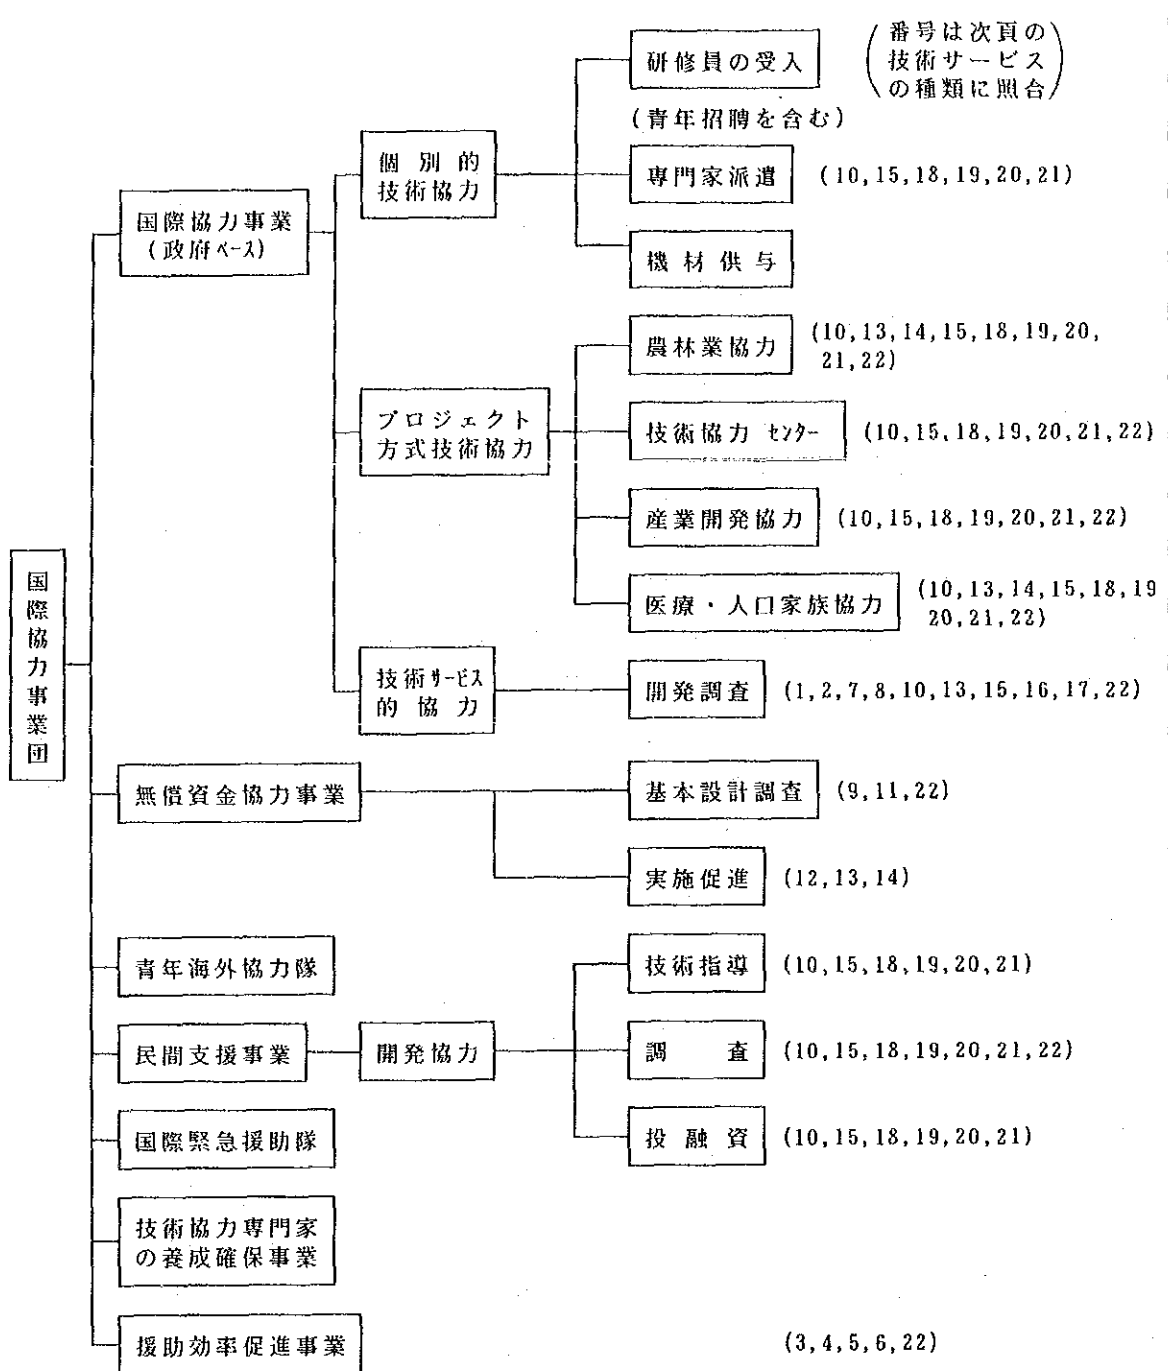 国際協力事業団
国際協力事業
(政府ベース)
個別的
技術協力
研修員の受入
(青年招聘を含む)
(番号は次頁の
技術サービス
の種類に照合)
専門家派遣 (10,15,18,19,20,21)
機材供与
プロジェクト
方式技術協力
農林業協力 (10,13,14,15,18,19,20,
21,22)
技術協力センター (10,15,18,19,20,21,22)
産業開発協力 (10,15,18,19,20,21,22)
医療・人口家族協力 (10,13,14,15,18,19
20,21,22)
技術サービス
的協力
開発調査 (1,2,7,8,10,13,15,16,17,22)
無償資金協力事業
基本設計調査 (9,11,22)
実施促進 (12,13,14)
青年海外協力隊
民間支援事業
開発協力
技術指導 (10,15,18,19,20,21)
調査 (10,15,18,19,20,21,22)
投融資 (10,15,18,19,20,21)
国際緊急援助隊
技術協力専門家
の養成確保事業
援助効率促進事業 (3,4,5,6,22)